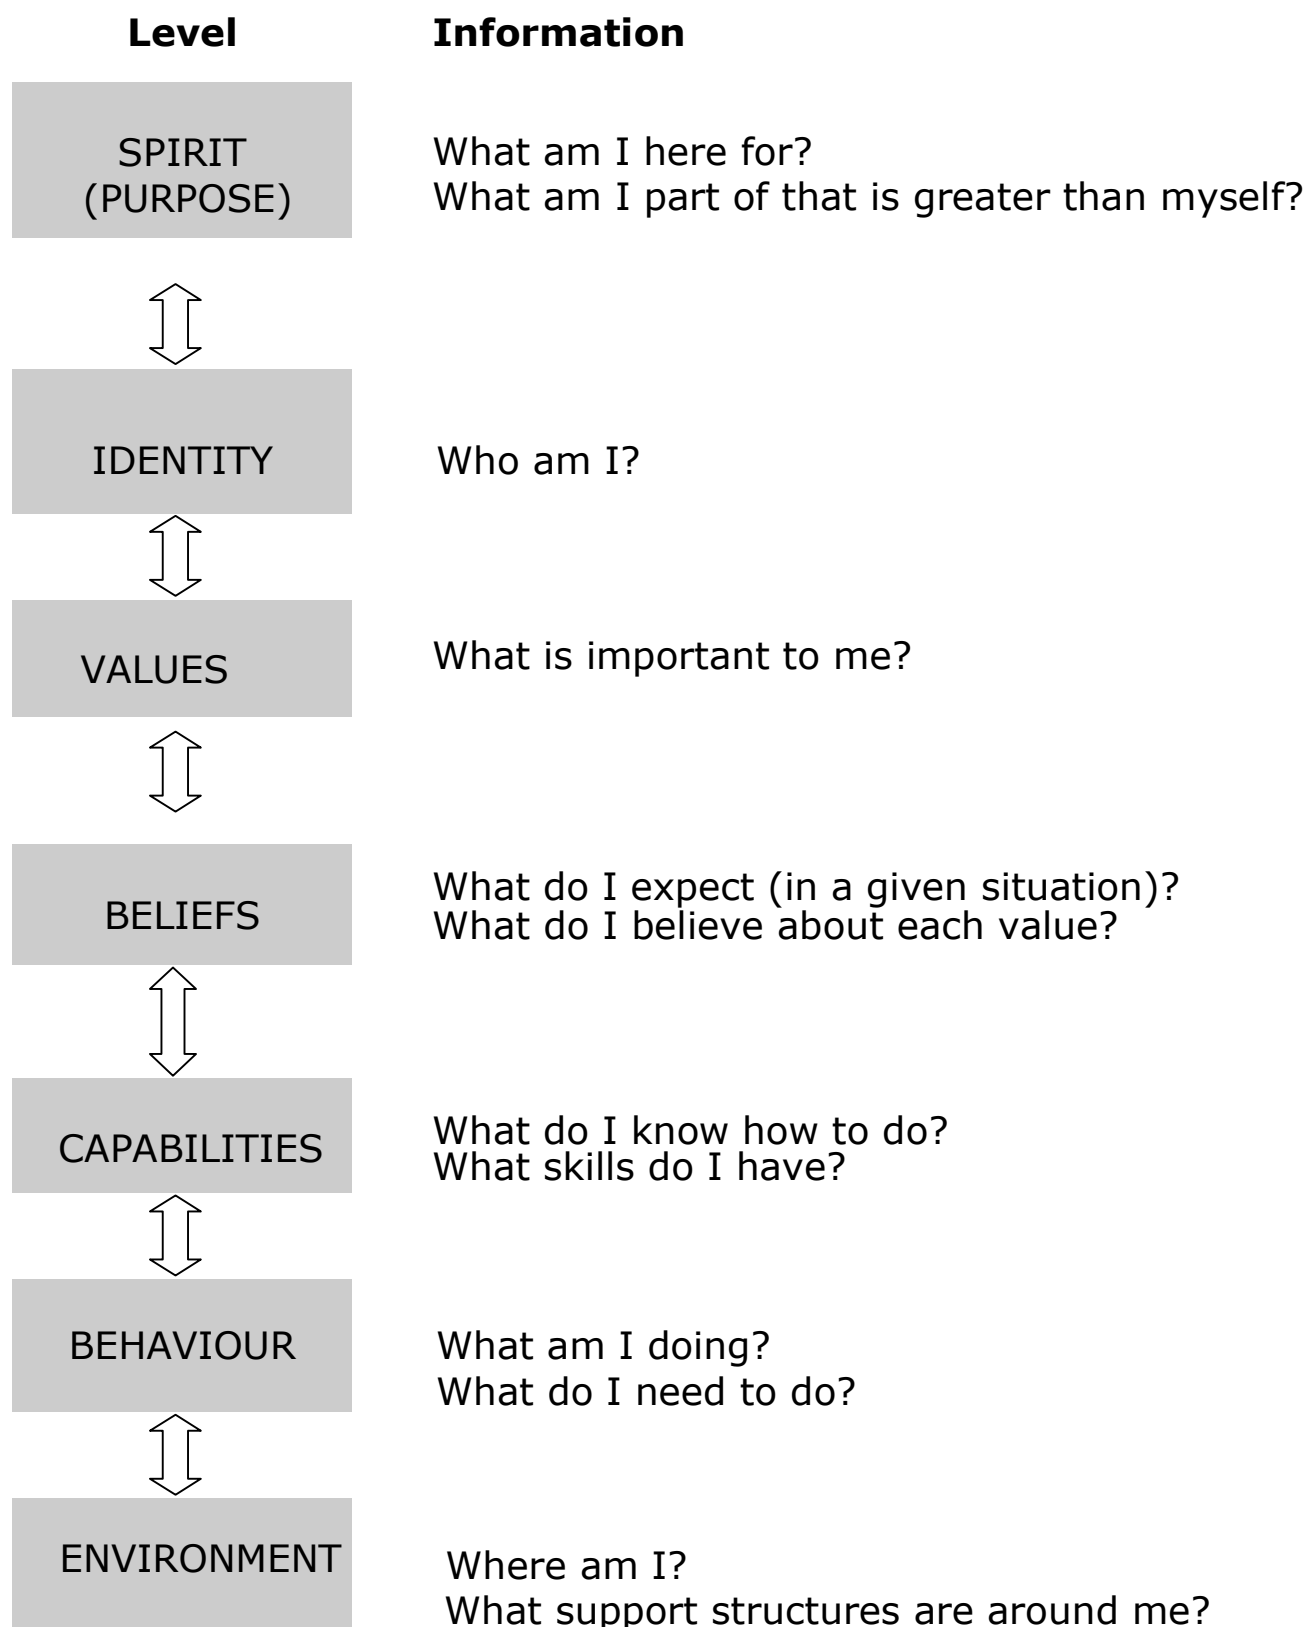 Level Information
SPIRIT
(PURPOSE)
What am I here for?
What am I part of that is greater than myself?
IDENTITY
Who am I?
VALUES
What is important to me?
BELIEFS
What do I expect (in a given situation)?
What do I believe about each value?
CAPABILITIES
What do I know how to do?
What skills do I have?
BEHAVIOUR
What am I doing?
What do I need to do?
ENVIRONMENT
Where am I?
What support structures are around me?